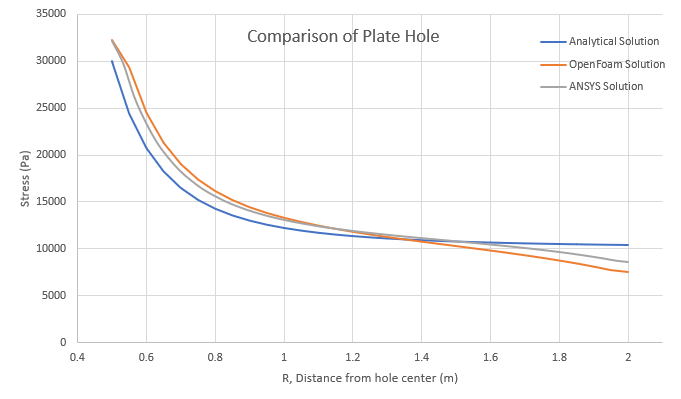 Comparison of Plate Hole
Analytical Solution
OpenFoam Solution
ANSYS Solution
Stress (Pa)
35000
30000
25000
20000
15000
10000
5000
0
0.4 0.6 0.8 1 1.2 1.4 1.6 1.8 2
R, Distance from hole center (m)